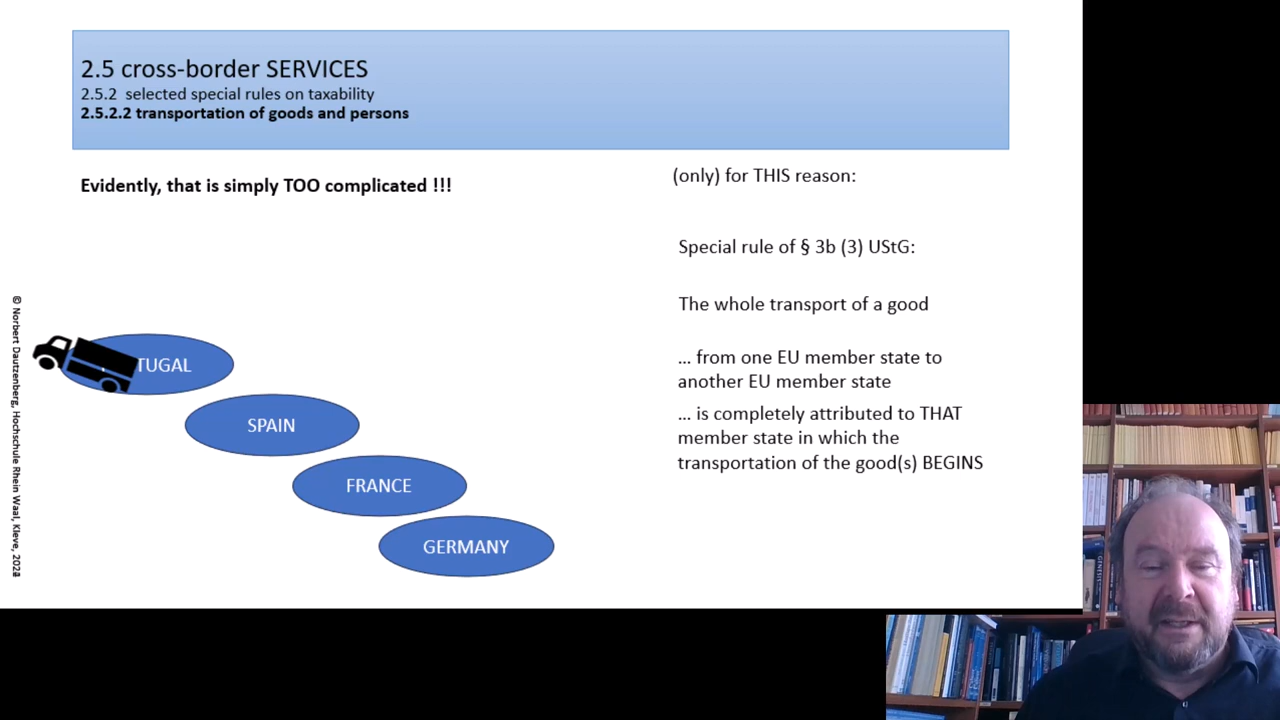 2.5 cross-border SERVICES
2.5.2 selected special rules on taxability
2.5.2.2 transportation of goods and persons
Evidently, that is simply TOO complicated !!!
(only) for THIS reason:
Special rule of § 3b (3) UStG:
The whole transport of a good
... from one EU member state to
another EU member state
... is completely attributed to THAT
member state in which the
transportation of the good(s) BEGINS
TUGAL
SPAIN
FRANCE
GERMANY
© Norbert Dautzenberg, Hochschule Rhein Waal, Kleve,